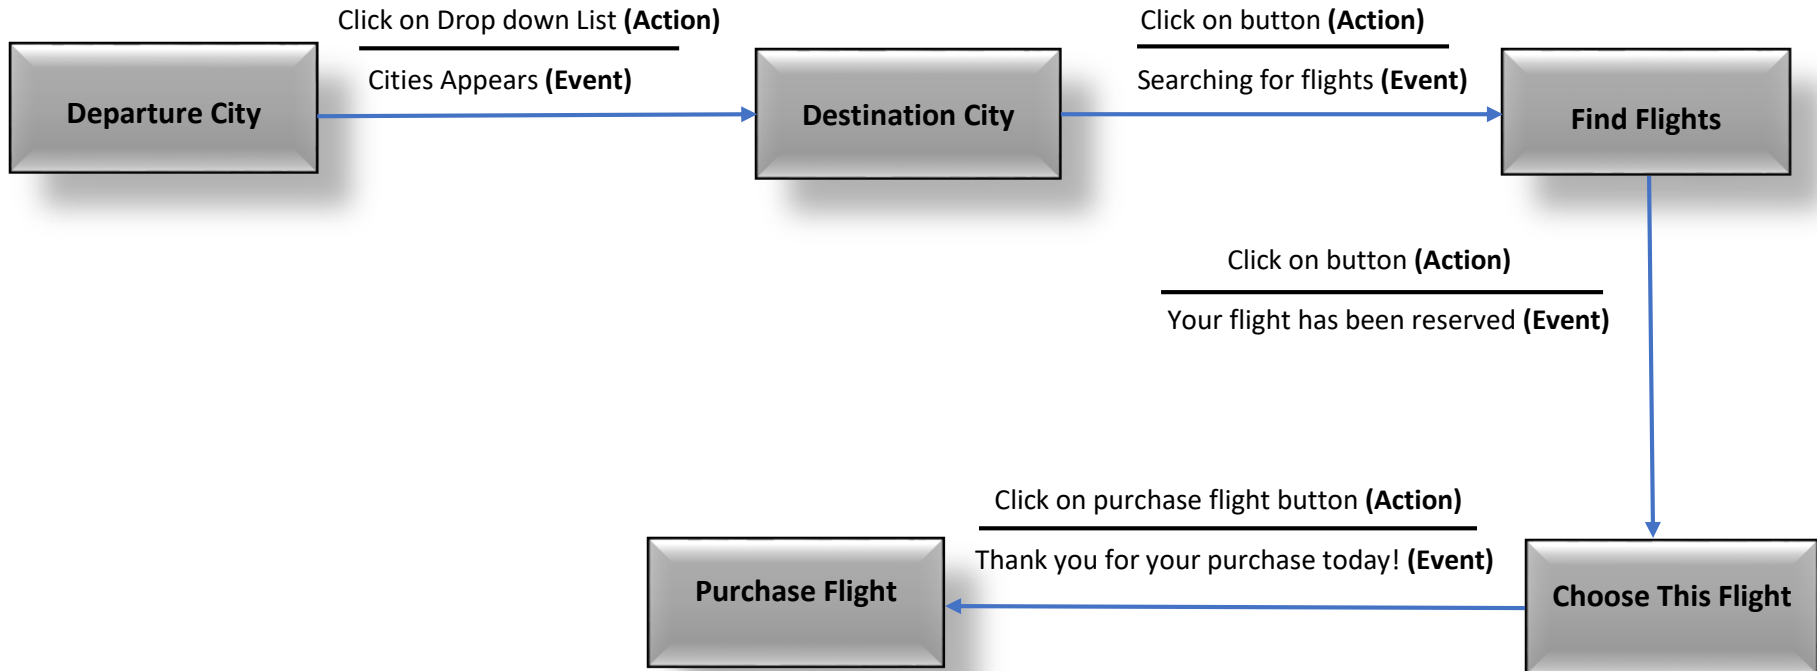 Click on Drop down List (Action)
Cities Appears (Event)
Departure City
Click on button (Action)
Searching for flights (Event)
Destination City
Find Flights
Click on button (Action)
Your flight has been reserved (Event)
Click on purchase flight button (Action)
Thank you for your purchase today! (Event)
Purchase Flight
Choose This Flight